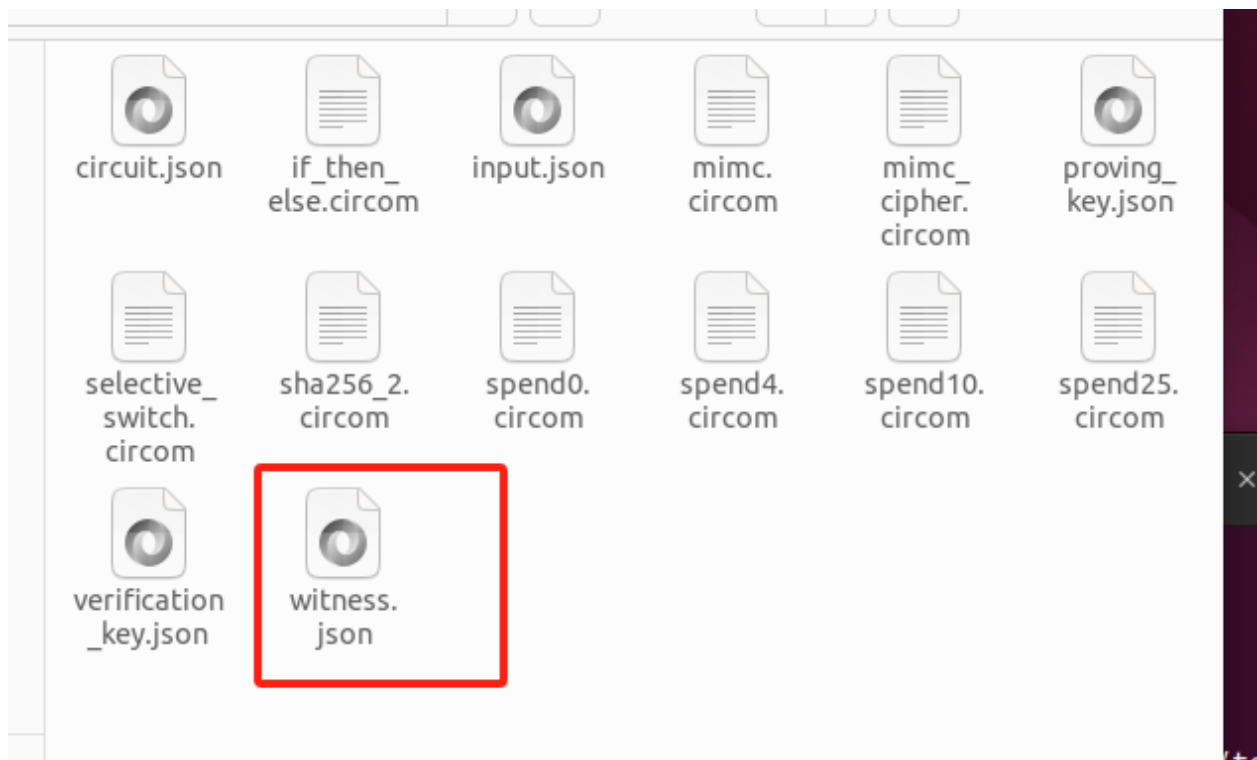 circuit.json
if_then_
else.circom
input.json
mimc.
circom
mimc_
cipher.
circom
proving_
key.json
selective_
switch.
circom
sha256_2.
circom
spend0.
circom
spend4.
circom
spend10.
circom
spend25.
circom
verification
_key.json
witness.
json